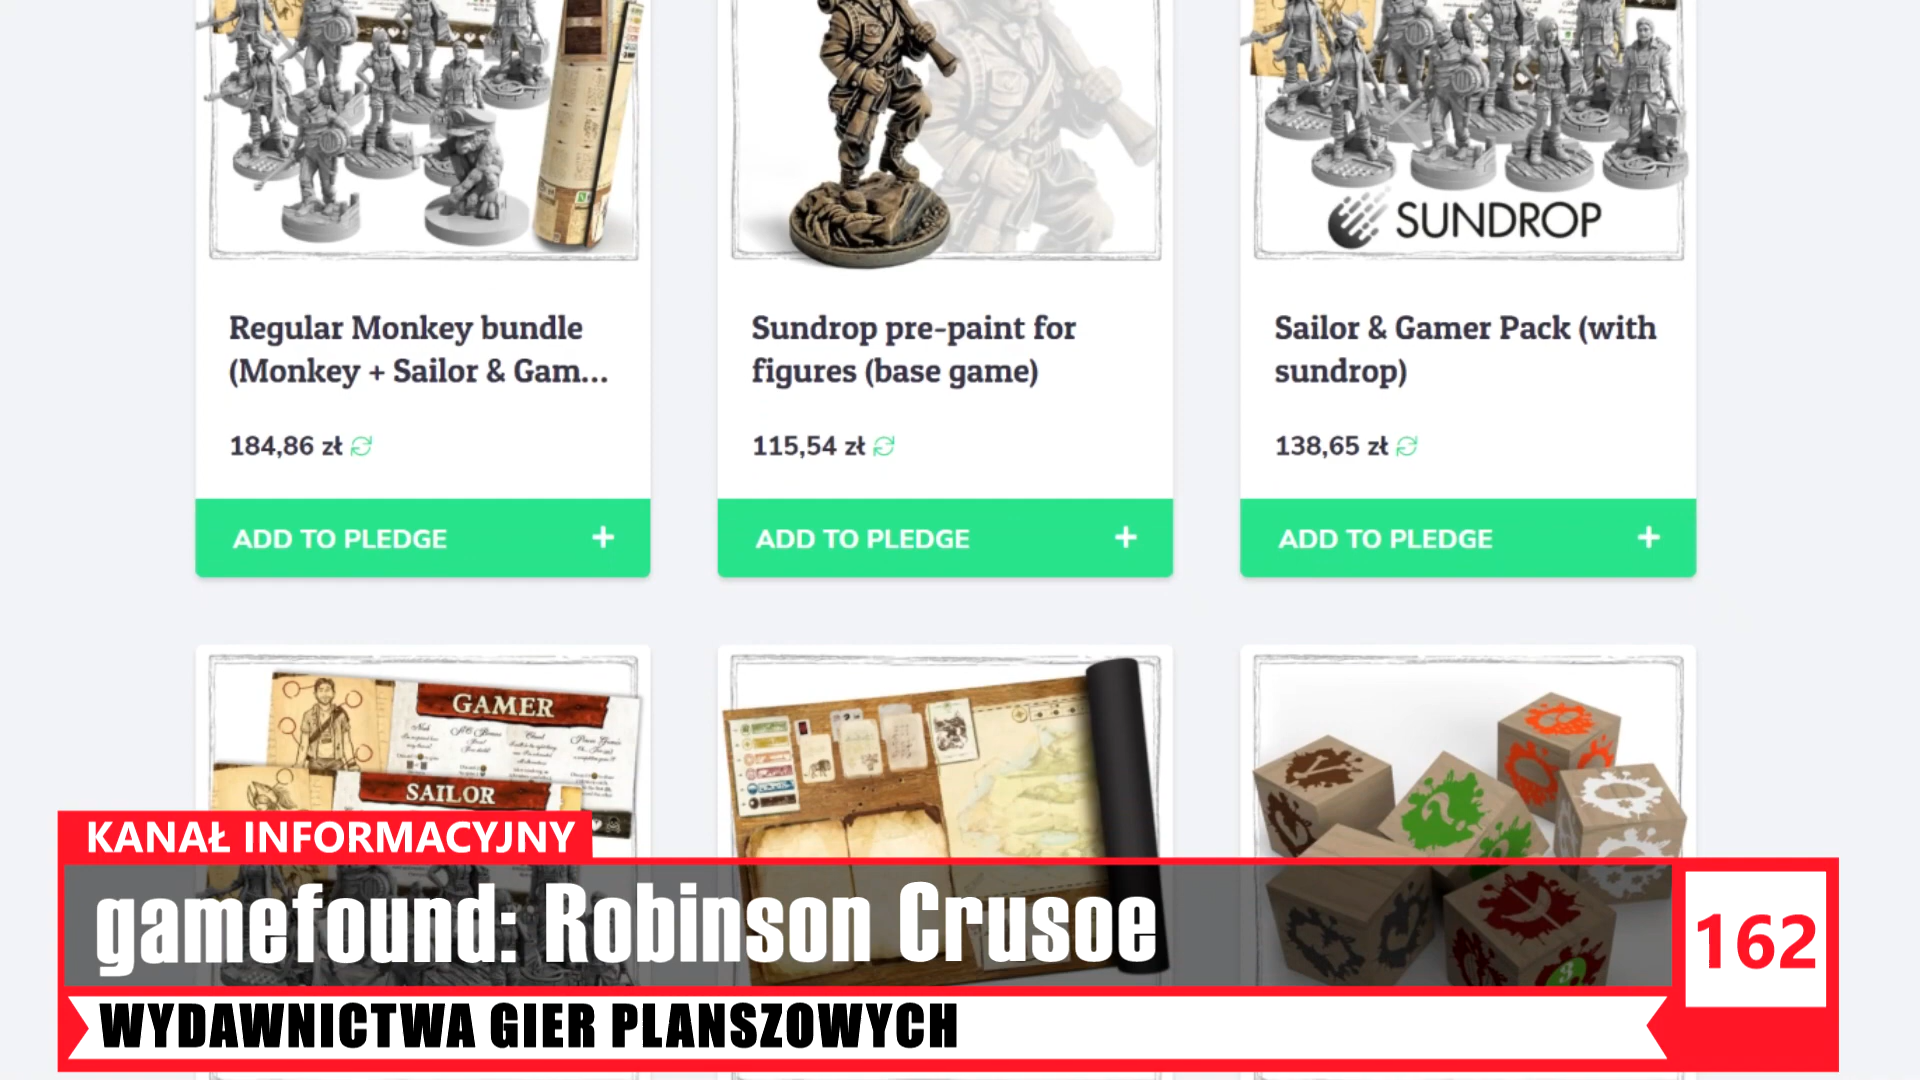 SUNDROP
Regular Monkey bundle
(Monkey + Sailor & Gam...
184,86 zł
ADD TO PLEDGE +
Sundrop pre-paint for
figures (base game)
115,54 zł
ADD TO PLEDGE +
Sailor & Gamer Pack (with
sundrop)
138,65 zł
ADD TO PLEDGE +
GAMER
SAILOR
KANAŁ INFORMACYJNY
gamefound: Robinson Crusoe
162
WYDAWNICTWA GIER PLANSZOWYCH